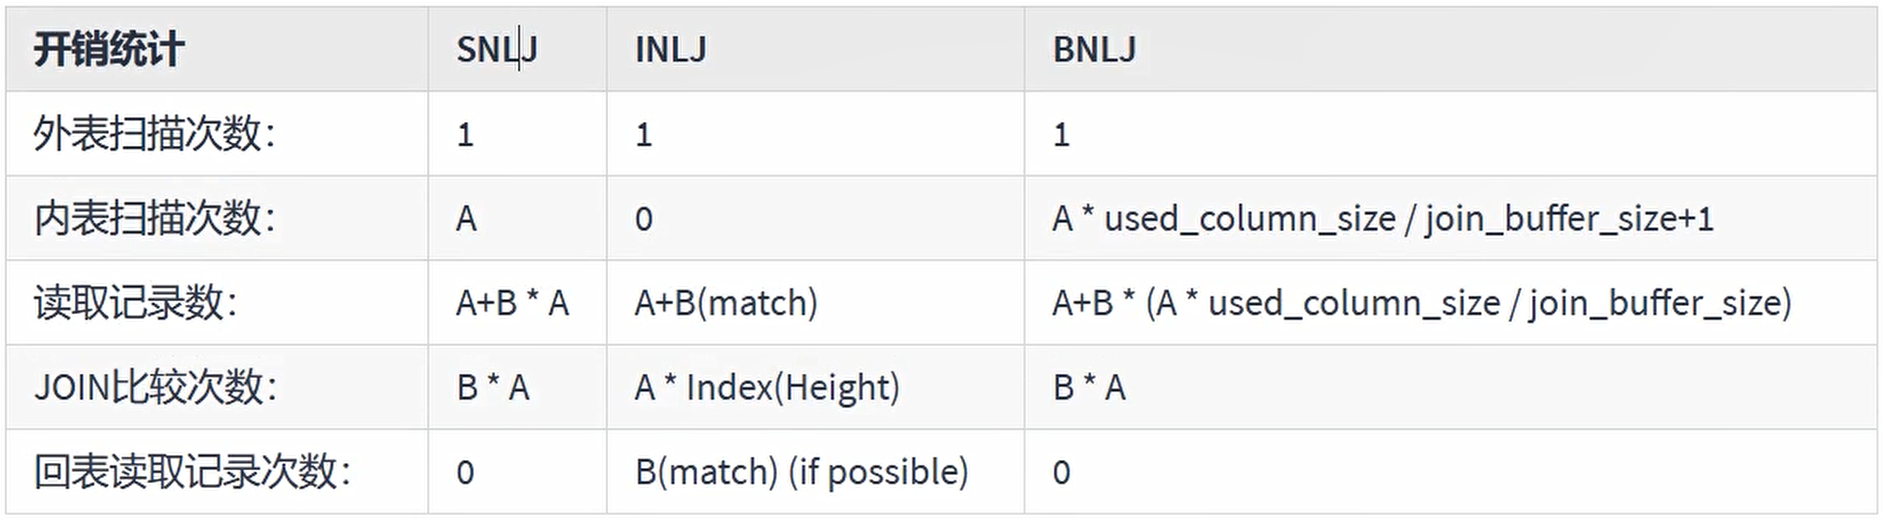 开销统计 SNLJ INLJ BNLJ
外表扫描次数： 1 1 1
内表扫描次数： A 0 A * used_column_size / join_buffer_size+1
读取记录数： A+B * A A+B(match) A+B * (A * used_column_size / join_buffer_size)
JOIN比较次数： B * A A * Index(Height) B * A
回表读取记录次数： 0 B(match) (if possible) 0